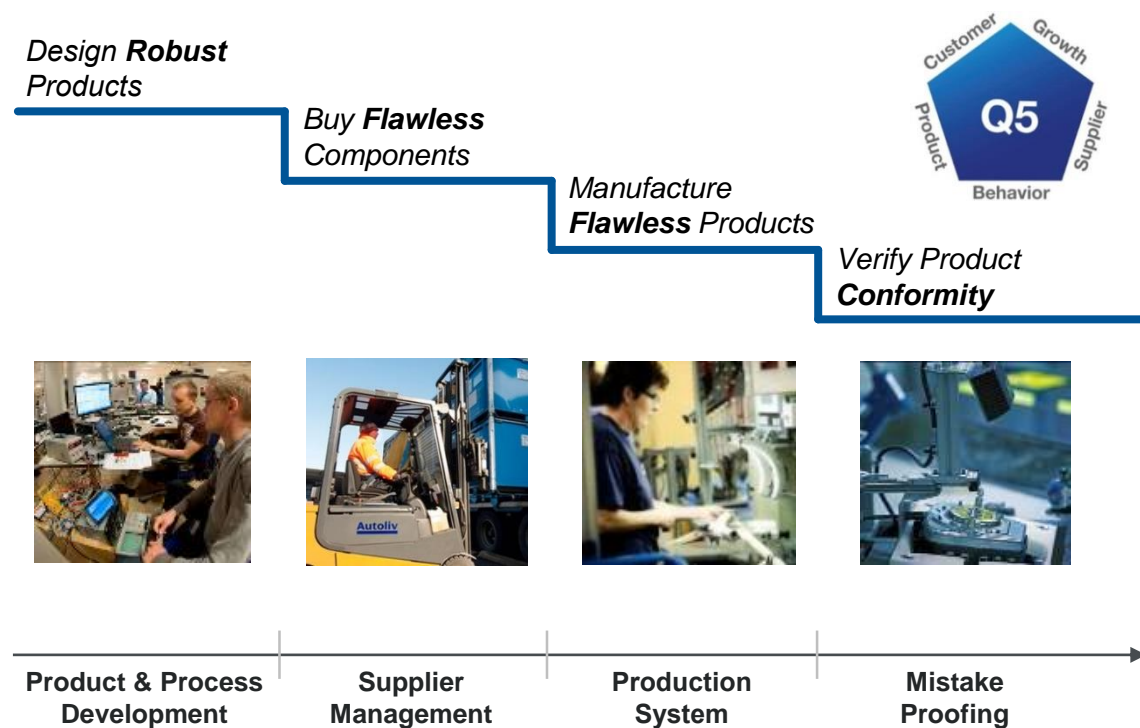 Design Robust
Products
Buy Flawless
Components
Manufacture
Flawless Products
Verify Product
Conformity
Customer
Growth
Product
Q5
Supplier
Behavior
Autoliv
Product & Process
Development
Supplier
Management
Production
System
Mistake
Proofing